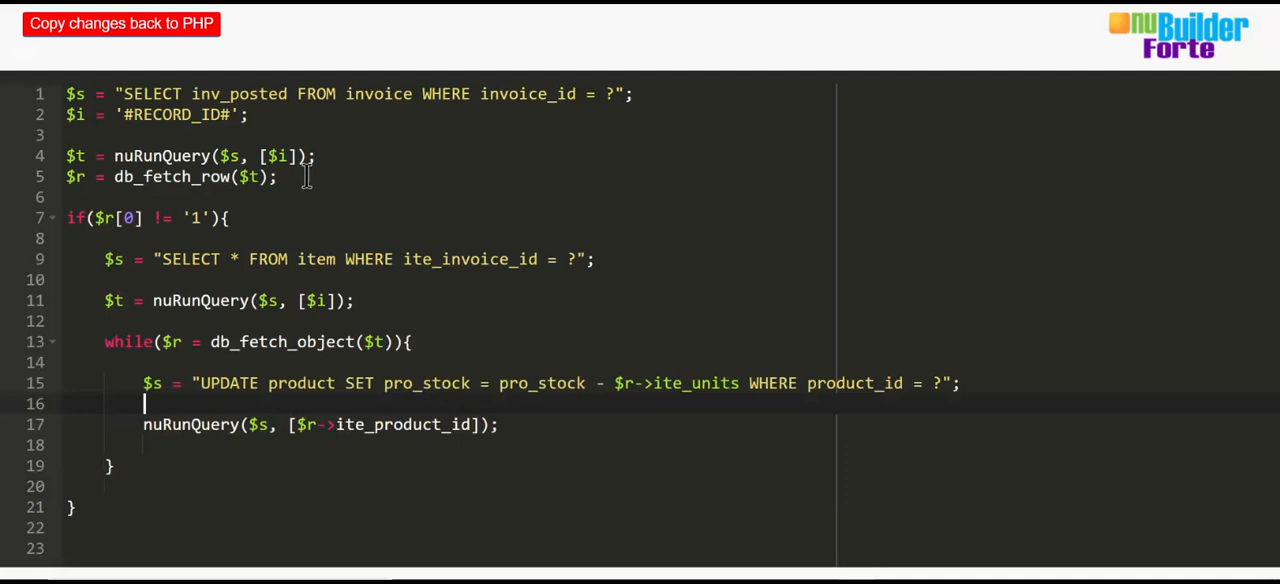 Copy changes back to PHP
nuBuilder
Forte
1 $s = "SELECT inv_posted FROM invoice WHERE invoice_id = ?";
2 $i = '#RECORD_ID#';
3
4 $t = nuRunQuery($s, [$i]);
5 $r = db_fetch_row($t);
6
7 if($r[0] != '1'){
8
9 $s = "SELECT * FROM item WHERE ite_invoice_id = ?";
10
11 $t = nuRunQuery($s, [$i]);
12
13 while($r = db_fetch_object($t)){
14
15 $s = "UPDATE product SET pro_stock = pro_stock - $r->ite_units WHERE product_id = ?";
16
17 nuRunQuery($s, [$r->ite_product_id]);
18
19 }
20
21 }
22
23